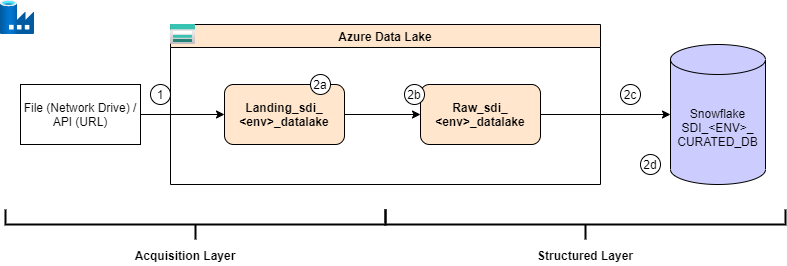 Azure Data Lake
1
2a
2b
2c
File (Network Drive) /
API (URL)
Landing_sdi_
<env>_datalake
Raw_sdi_
<env>_datalake
Snowflake
SDI_<ENV>_
CURATED_DB
2d
Acquisition Layer
Structured Layer